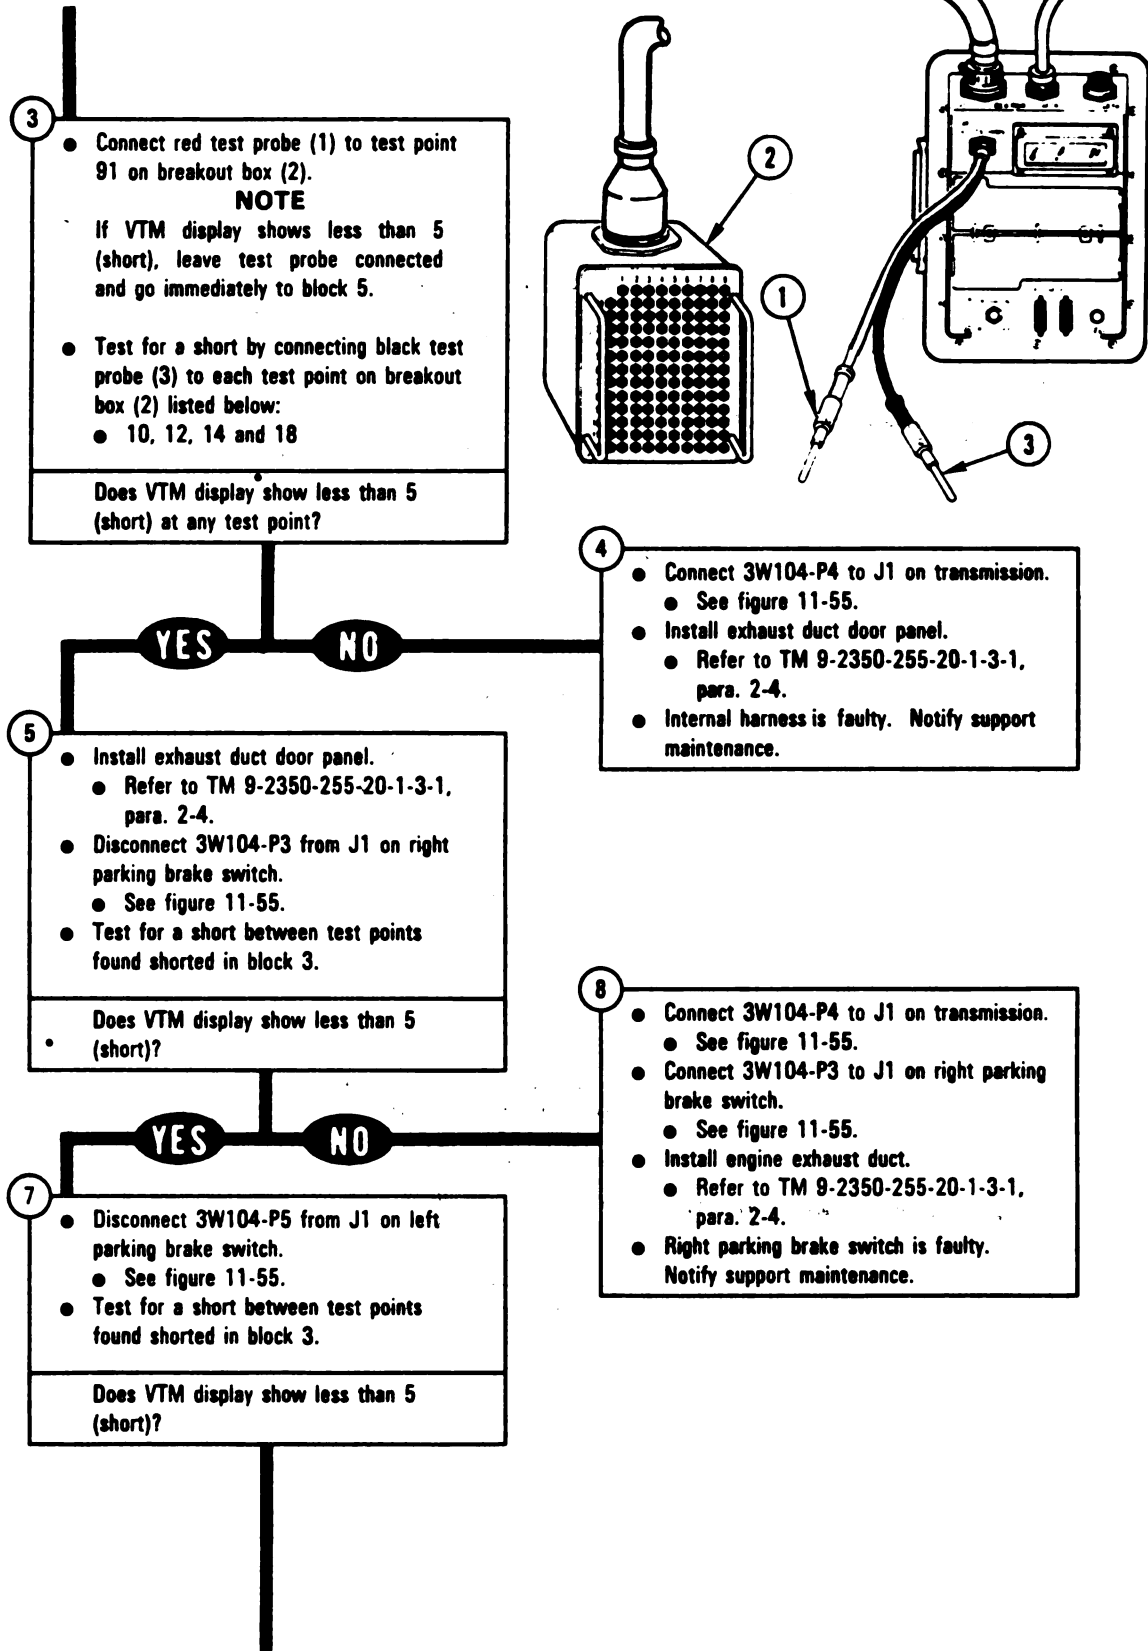 3
● Connect red test probe (1) to test point
91 on breakout box (2).
NOTE
If VTM display shows less than 5
(short), leave test probe connected
and go immediately to block 5.
● Test for a short by connecting black test
probe (3) to each test point on breakout
box (2) listed below:
● 10, 12, 14 and 18
Does VTM display show less than 5
(short) at any test point?
2
1
3
1 2 3 4 5 6 7 8 9
YES
NO
4
● Connect 3W104-P4 to J1 on transmission.
● See figure 11-55.
● Install exhaust duct door panel.
● Refer to TM 9-2350-255-20-1-3-1,
para. 2-4.
● Internal harness is faulty. Notify support
maintenance.
5
● Install exhaust duct door panel.
● Refer to TM 9-2350-255-20-1-3-1,
para. 2-4.
● Disconnect 3W104-P3 from J1 on right
parking brake switch.
● See figure 11-55.
● Test for a short between test points
found shorted in block 3.
Does VTM display show less than 5
(short)?
YES
NO
8
● Connect 3W104-P4 to J1 on transmission.
● See figure 11-55.
● Connect 3W104-P3 to J1 on right parking
brake switch.
● See figure 11-55.
● Install engine exhaust duct.
● Refer to TM 9-2350-255-20-1-3-1,
para. 2-4.
● Right parking brake switch is faulty.
Notify support maintenance.
7
● Disconnect 3W104-P5 from J1 on left
parking brake switch.
● See figure 11-55.
● Test for a short between test points
found shorted in block 3.
Does VTM display show less than 5
(short)?